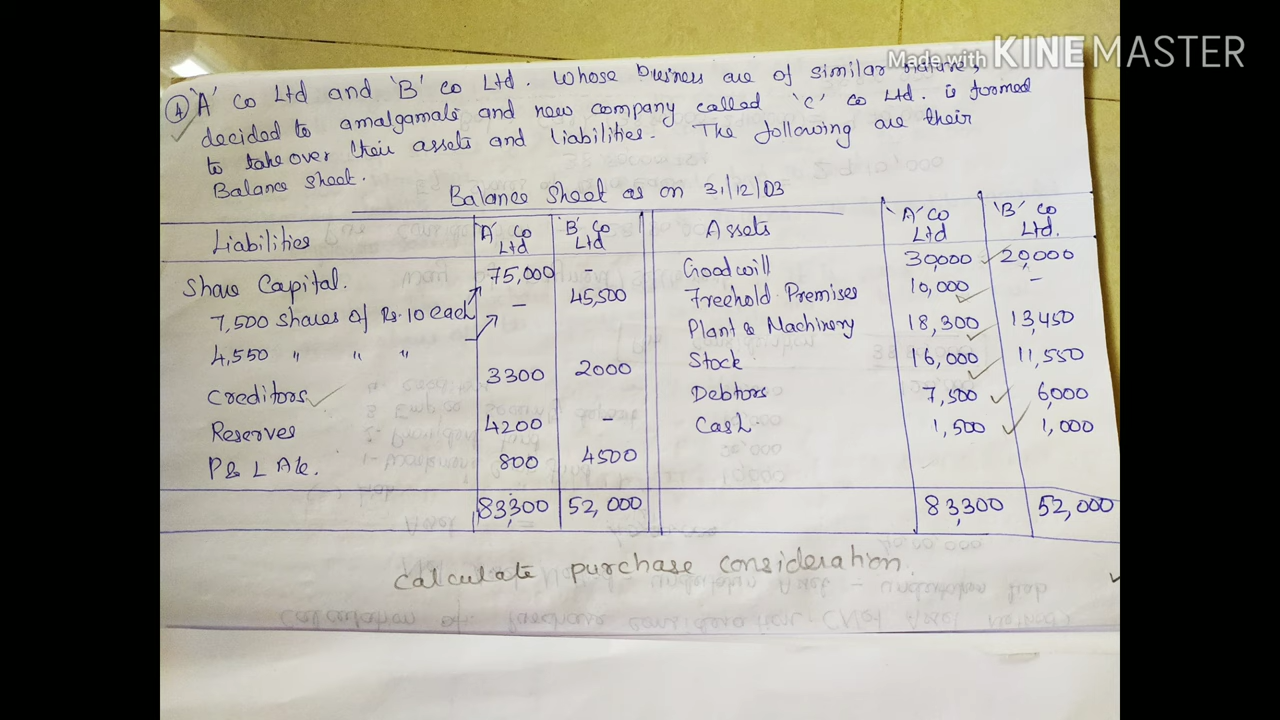 Made with KINEMASTER
④ 'A' co Ltd and 'B' co Ltd. Whose business are of similar nature,
decided to amalgamate and new company called 'C' co Ltd. is formed
to take over their assets and liabilities. The following are their
Balance Sheet.
Balance Sheet as on 31/12/03
Liabilities 'A' Co Ltd 'B' Co Ltd Assets 'A' Co Ltd 'B' Co Ltd.
Share Capital. 75,000 - Goodwill 30,000 20,000
7,500 shares of Rs.10 each 45,500 Freehold Premises 10,000 -
4,550 " " " - Plant & Machinery 18,300 13,450
Creditors 3300 2000 Stock 16,000 11,550
Reserves 4200 - Debtors 7,500 6,000
P& L A/c. 800 4500 Cash 1,500 1,000
83,300 52,000 83,300 52,000
Calculate purchase consideration.